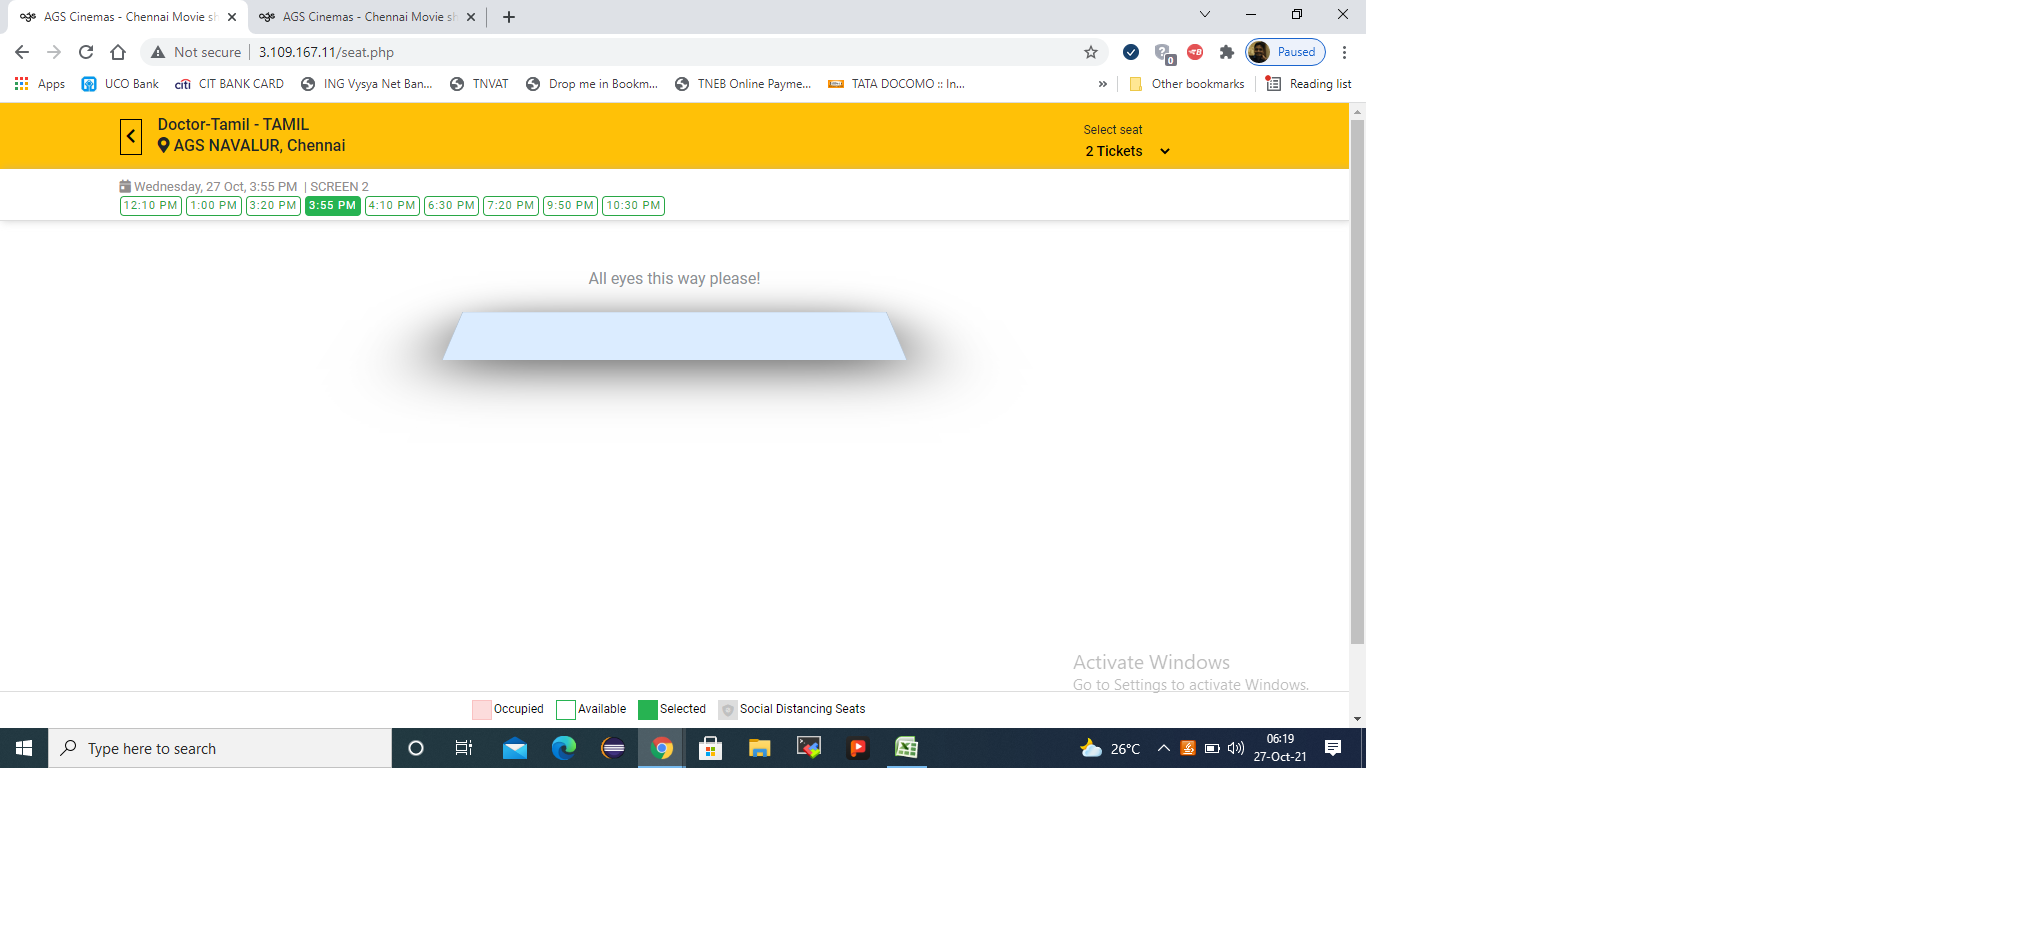 AGS Cinemas - Chennai Movie sh
AGS Cinemas - Chennai Movie sh
Not secure
3.109.167.11/seat.php
0
Paused
Apps
UCO Bank
citi CIT BANK CARD
ING Vysya Net Ban...
TNVAT
Drop me in Bookm...
TNEB Online Payme...
TATA DOCOMO :: In...
»
Other bookmarks
Reading list
Doctor-Tamil - TAMIL
AGS NAVALUR, Chennai
Select seat
2 Tickets
Wednesday, 27 Oct, 3:55 PM | SCREEN 2
12:10 PM 1:00 PM 3:20 PM 3:55 PM 4:10 PM 6:30 PM 7:20 PM 9:50 PM 10:30 PM
All eyes this way please!
Activate Windows
Go to Settings to activate Windows.
Occupied Available Selected Social Distancing Seats
Type here to search
26°C
06:19
27-Oct-21